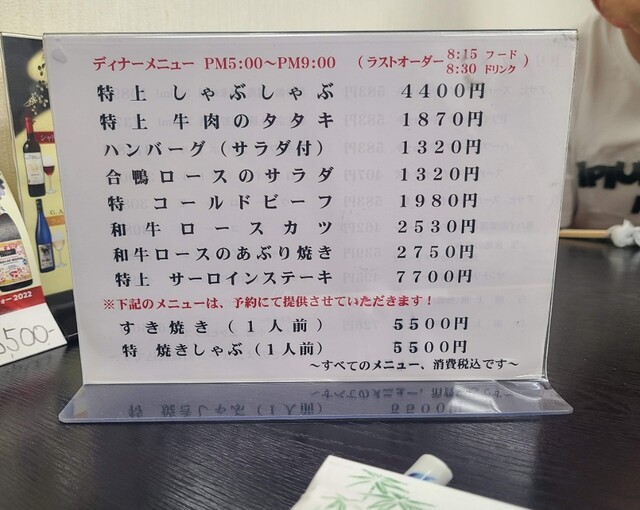 ディナーメニュー PM5:00～PM9:00 （ラストオーダー 8:15 フード 8:30 ドリンク）
特上 しゃぶしゃぶ 4400円
特上 牛肉のタタキ 1870円
ハンバーグ（サラダ付） 1320円
合鴨ロースのサラダ 1320円
特 コールドビーフ 1980円
和牛ロースカツ 2530円
和牛ロースのあぶり焼き 2750円
特上 サーロインステーキ 7700円
※下記のメニューは、予約にて提供させていただきます！
すき焼き（1人前） 5500円
特 焼きしゃぶ（1人前） 5500円
～すべてのメニュー、消費税込です～
ォー 2022
,500-